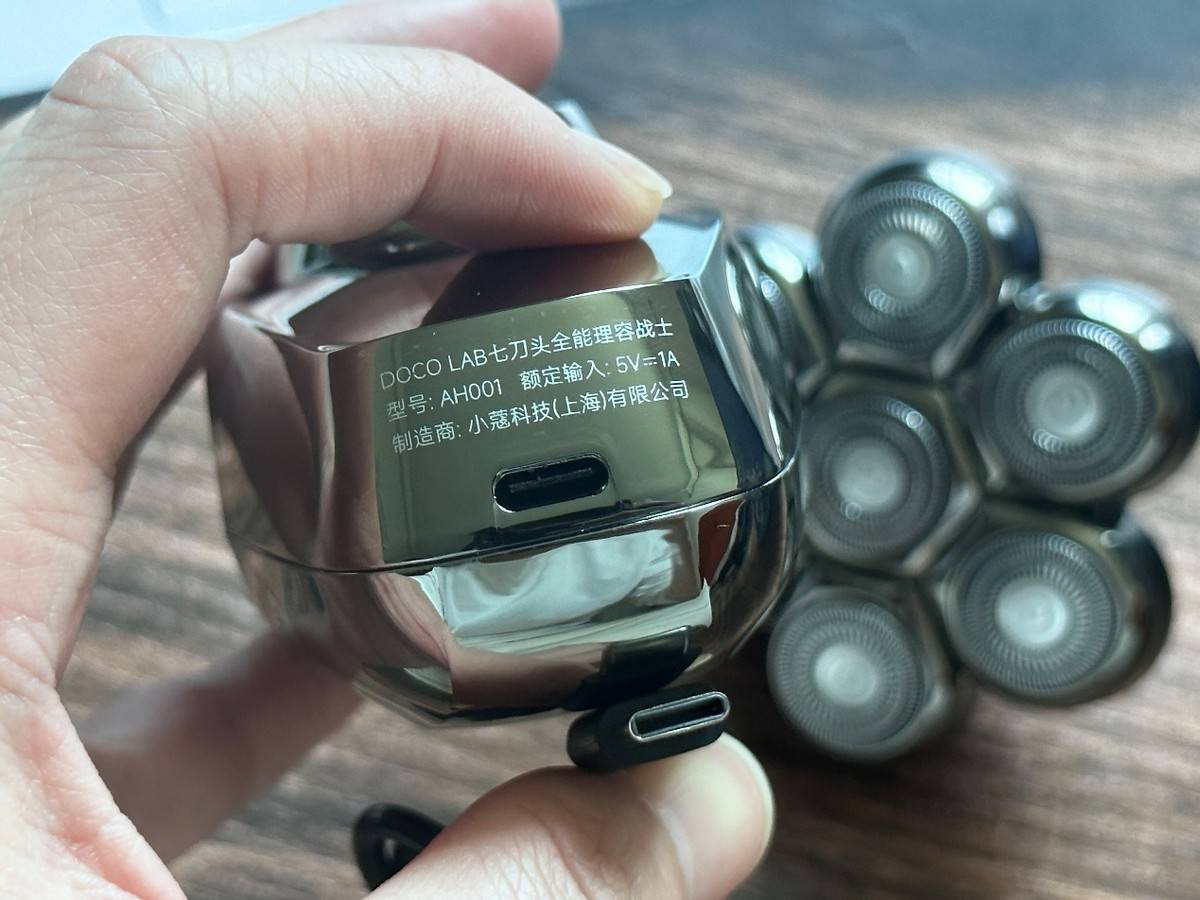 DOCO LAB七刀头全能理容战士
型号: AH001 额定输入: 5V⎓1A
制造商: 小蔻科技(上海)有限公司